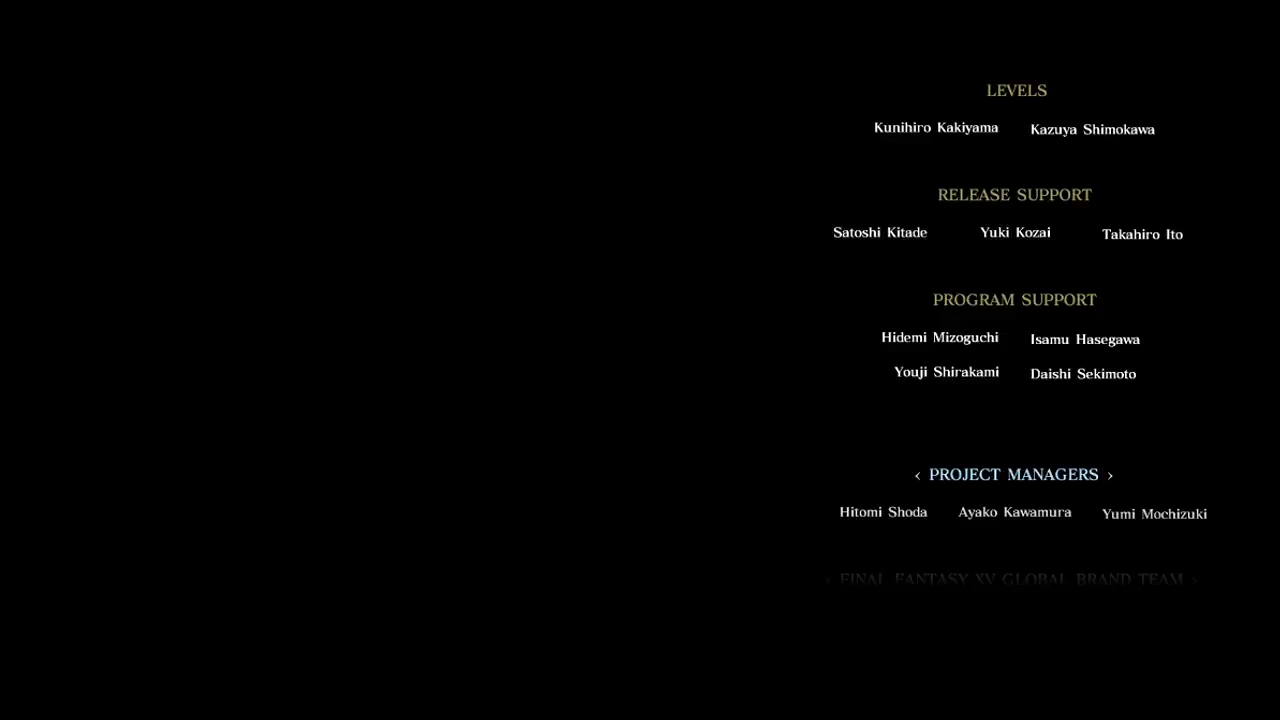 LEVELS
Kunihiro Kakiyama Kazuya Shimokawa
RELEASE SUPPORT
Satoshi Kitade Yuki Kozai Takahiro Ito
PROGRAM SUPPORT
Hidemi Mizoguchi Isamu Hasegawa
Youji Shirakami Daishi Sekimoto
‹ PROJECT MANAGERS ›
Hitomi Shoda Ayako Kawamura Yumi Mochizuki
‹ FINAL FANTASY XV GLOBAL BRAND TEAM ›